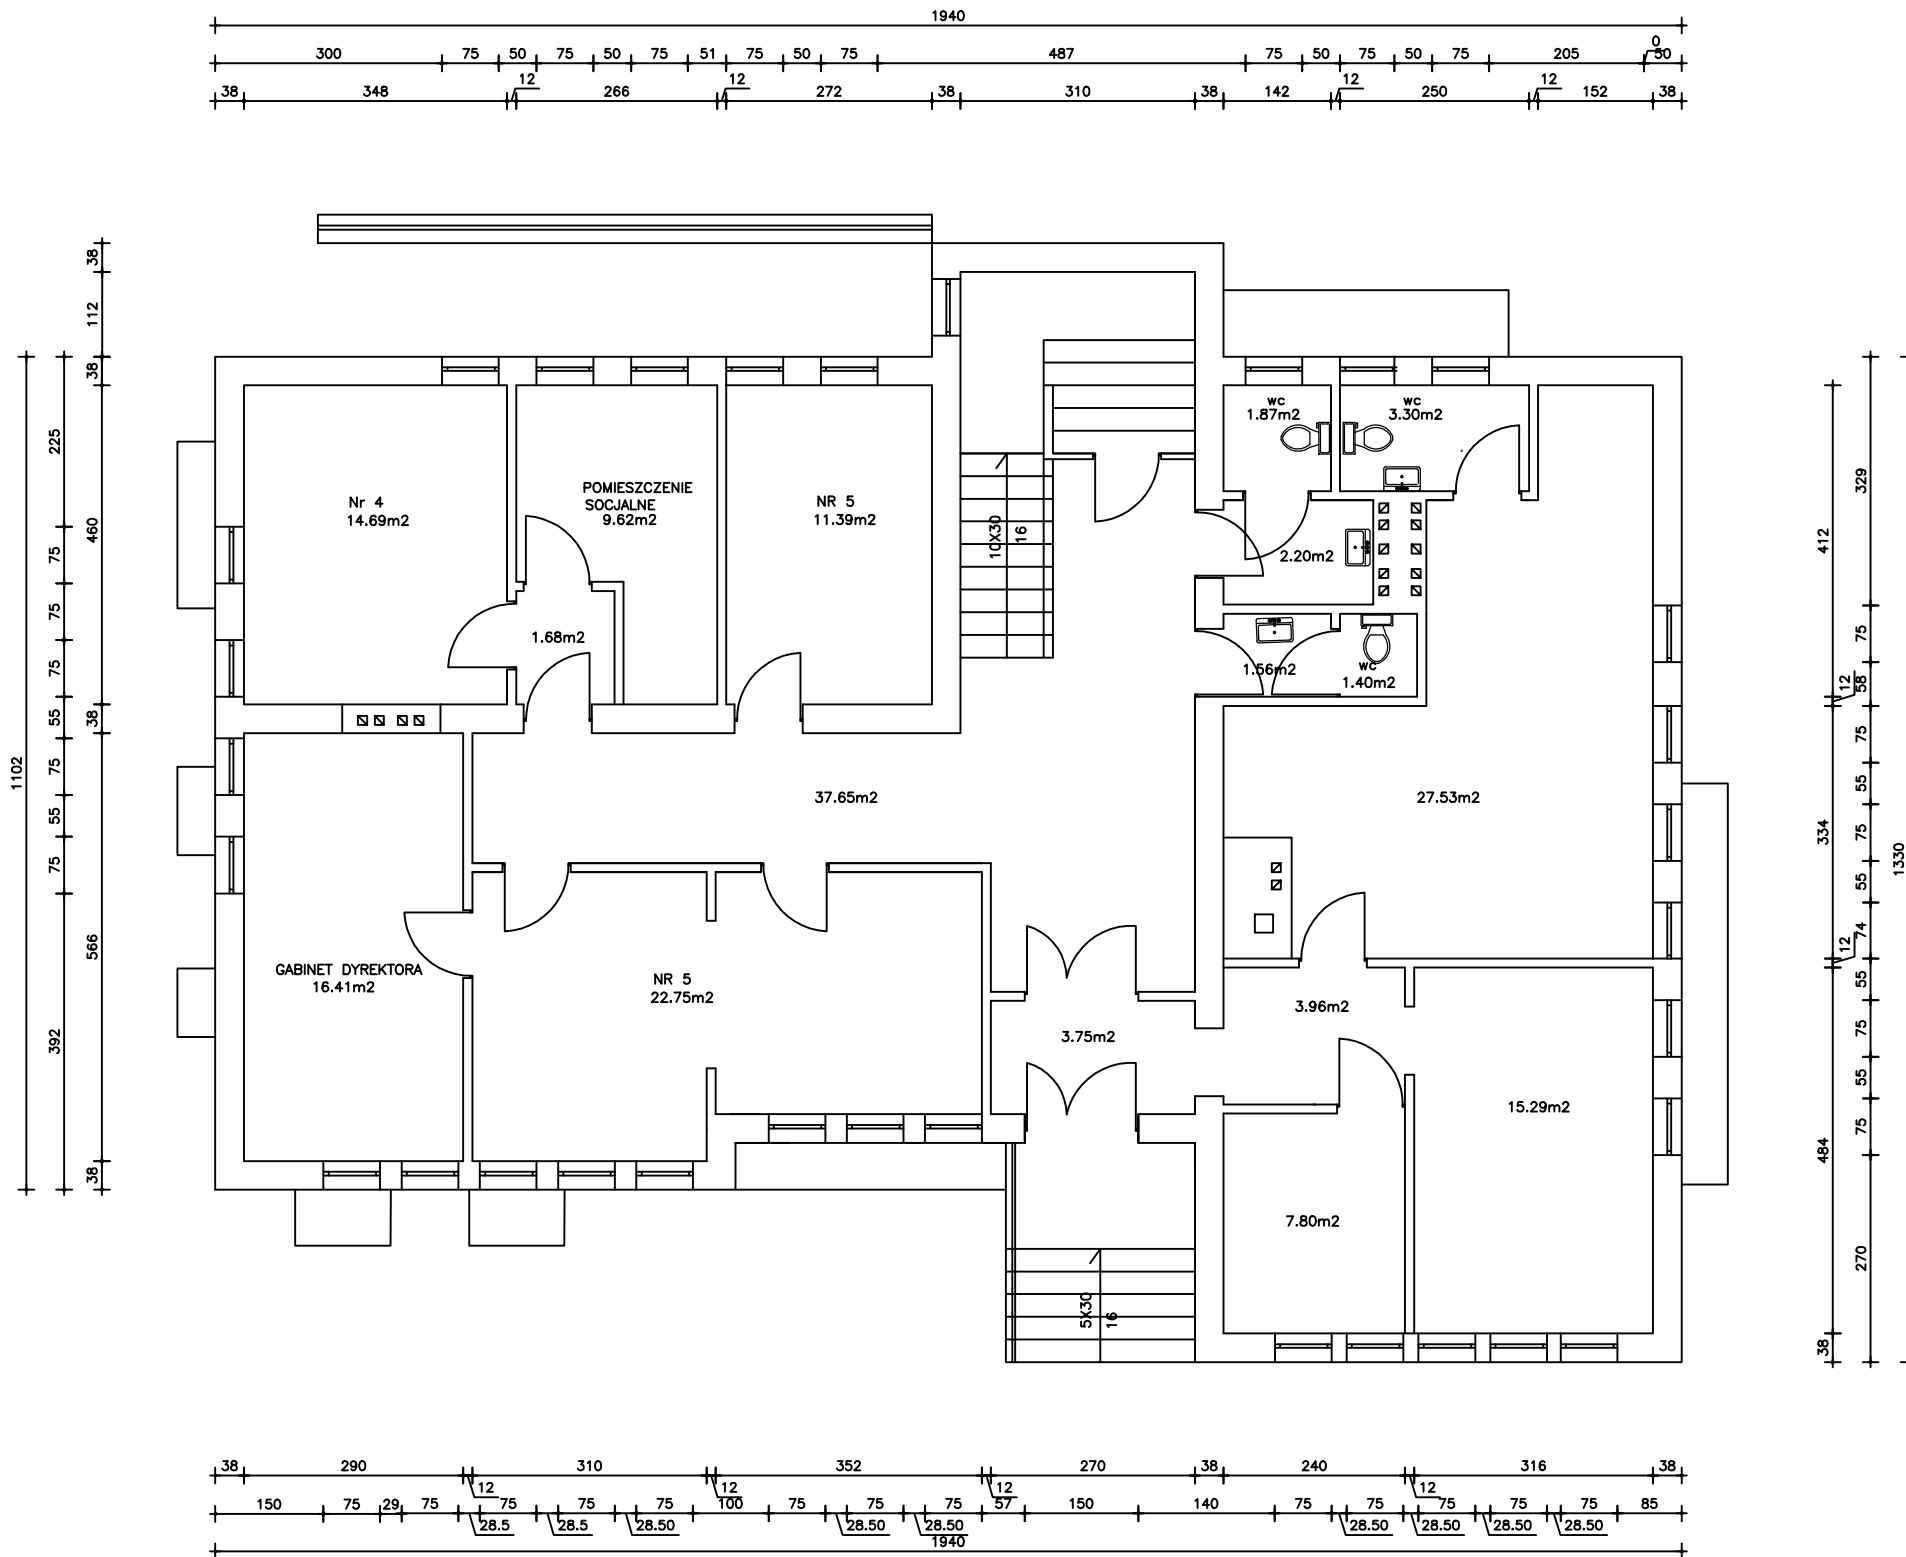 1940
300 75 50 75 50 75 51 75 50 75 487 75 50 75 50 75 205 0 50
38 348 12 266 12 272 38 310 38 142 12 250 12 152 38
38
112
38
460
38
566
38
225
75
75
75
55
75
55
75
392
1102
Nr 4
14.69m2
POMIESZCZENIE
SOCJALNE
9.62m2
NR 5
11.39m2
1.68m2
10X30
16
wc
1.87m2
wc
3.30m2
2.20m2
1.56m2
wc
1.40m2
37.65m2
27.53m2
GABINET DYREKTORA
16.41m2
NR 5
22.75m2
3.75m2
3.96m2
15.29m2
7.80m2
5X30
16
412
12
334
12
484
38
329
75
58
75
55
75
55
74
55
75
55
75
270
1330
38 290 12 310 12 352 12 270 38 240 12 316 38
150 75 29 75 28.5 75 28.5 75 28.50 75 100 75 28.50 75 28.50 75 57 150 140 75 28.50 75 28.50 75 28.50 75 28.50 75 85
1940